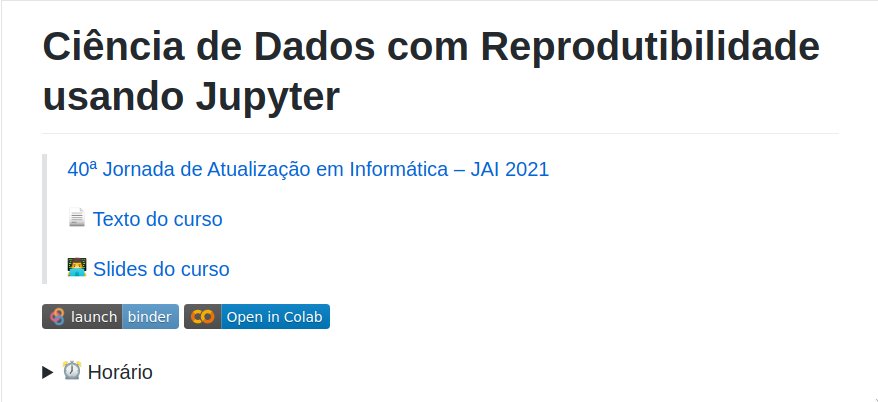 Ciência de Dados com Reprodutibilidade
usando Jupyter
40ª Jornada de Atualização em Informática – JAI 2021
Texto do curso
Slides do curso
launch binder Open in Colab
Horário